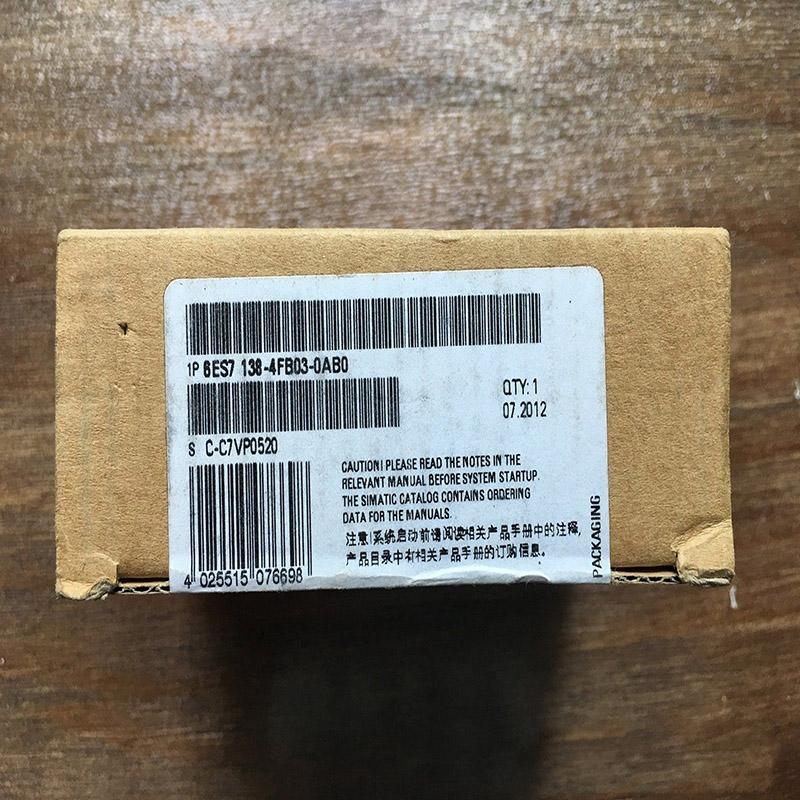 1P 6ES7 138-4FB03-0AB0
QTY: 1
07.2012
S C-C7VP0520
CAUTION! PLEASE READ THE NOTES IN THE
RELEVANT MANUAL BEFORE SYSTEM STARTUP.
THE SIMATIC CATALOG CONTAINS ORDERING
DATA FOR THE MANUALS.
注意!系统启动前请阅读相关产品手册中的注释,
产品目录中有相关产品手册的订购信息。
4 025515 076698
PACKAGING